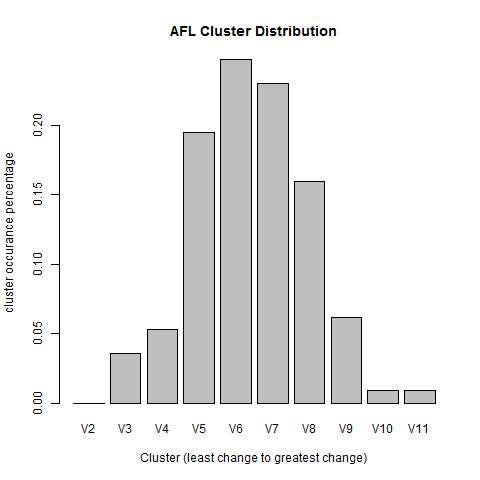 AFL Cluster Distribution
cluster occurance percentage
0.20
0.15
0.10
0.05
0.00
V2 V3 V4 V5 V6 V7 V8 V9 V10 V11
Cluster (least change to greatest change)